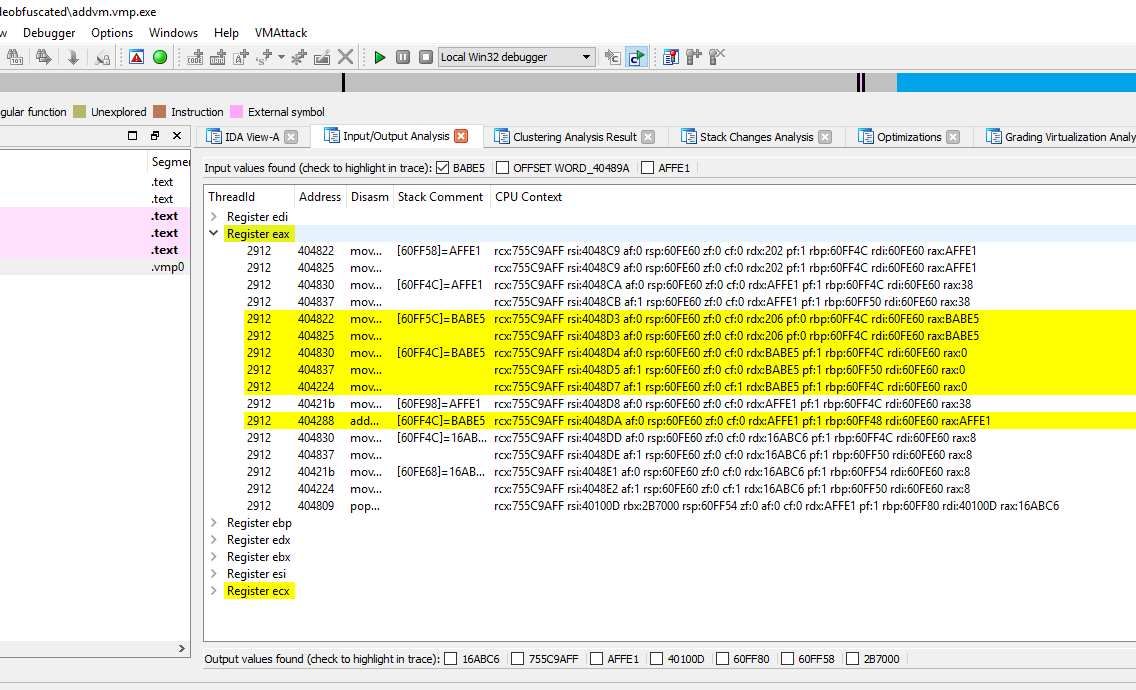 leobfuscated\addvm.vmp.exe
w Debugger Options Windows Help VMAttack
Local Win32 debugger
gular function Unexplored Instruction External symbol
IDA View-A Input/Output Analysis Clustering Analysis Result Stack Changes Analysis Optimizations Grading Virtualization Analy
Segmer
.text
.text
.text
.text
.text
.vmp0
Input values found (check to highlight in trace): BABE5 OFFSET WORD_40489A AFFE1
ThreadId Address Disasm Stack Comment CPU Context
Register edi
Register eax
2912 404822 mov... [60FF58]=AFFE1 rcx:755C9AFF rsi:4048C9 af:0 rsp:60FE60 zf:0 cf:0 rdx:202 pf:1 rbp:60FF4C rdi:60FE60 rax:AFFE1
2912 404825 mov... rcx:755C9AFF rsi:4048C9 af:0 rsp:60FE60 zf:0 cf:0 rdx:202 pf:1 rbp:60FF4C rdi:60FE60 rax:AFFE1
2912 404830 mov... [60FF4C]=AFFE1 rcx:755C9AFF rsi:4048CA af:0 rsp:60FE60 zf:0 cf:0 rdx:AFFE1 pf:1 rbp:60FF4C rdi:60FE60 rax:38
2912 404837 mov... rcx:755C9AFF rsi:4048CB af:1 rsp:60FE60 zf:0 cf:0 rdx:AFFE1 pf:1 rbp:60FF50 rdi:60FE60 rax:38
2912 404822 mov... [60FF5C]=BABE5 rcx:755C9AFF rsi:4048D3 af:0 rsp:60FE60 zf:0 cf:0 rdx:206 pf:0 rbp:60FF4C rdi:60FE60 rax:BABE5
2912 404825 mov... rcx:755C9AFF rsi:4048D3 af:0 rsp:60FE60 zf:0 cf:0 rdx:206 pf:0 rbp:60FF4C rdi:60FE60 rax:BABE5
2912 404830 mov... [60FF4C]=BABE5 rcx:755C9AFF rsi:4048D4 af:0 rsp:60FE60 zf:0 cf:0 rdx:BABE5 pf:1 rbp:60FF4C rdi:60FE60 rax:0
2912 404837 mov... rcx:755C9AFF rsi:4048D5 af:1 rsp:60FE60 zf:0 cf:0 rdx:BABE5 pf:1 rbp:60FF50 rdi:60FE60 rax:0
2912 404224 mov... rcx:755C9AFF rsi:4048D7 af:1 rsp:60FE60 zf:0 cf:1 rdx:BABE5 pf:1 rbp:60FF4C rdi:60FE60 rax:0
2912 40421b mov... [60FE98]=AFFE1 rcx:755C9AFF rsi:4048D8 af:0 rsp:60FE60 zf:0 cf:0 rdx:AFFE1 pf:1 rbp:60FF4C rdi:60FE60 rax:38
2912 404288 add... [60FF4C]=BABE5 rcx:755C9AFF rsi:4048DA af:0 rsp:60FE60 zf:0 cf:0 rdx:AFFE1 pf:1 rbp:60FF48 rdi:60FE60 rax:AFFE1
2912 404830 mov... [60FF4C]=16AB... rcx:755C9AFF rsi:4048DD af:0 rsp:60FE60 zf:0 cf:0 rdx:16ABC6 pf:1 rbp:60FF4C rdi:60FE60 rax:8
2912 404837 mov... rcx:755C9AFF rsi:4048DE af:1 rsp:60FE60 zf:0 cf:0 rdx:16ABC6 pf:1 rbp:60FF50 rdi:60FE60 rax:8
2912 40421b mov... [60FE68]=16AB... rcx:755C9AFF rsi:4048E1 af:0 rsp:60FE60 zf:0 cf:0 rdx:16ABC6 pf:1 rbp:60FF54 rdi:60FE60 rax:8
2912 404224 mov... rcx:755C9AFF rsi:4048E2 af:1 rsp:60FE60 zf:0 cf:1 rdx:16ABC6 pf:1 rbp:60FF50 rdi:60FE60 rax:8
2912 404809 pop... rcx:755C9AFF rsi:40100D rbx:2B7000 rsp:60FF54 zf:0 af:0 cf:0 rdx:AFFE1 pf:1 rbp:60FF80 rdi:40100D rax:16ABC6
Register ebp
Register edx
Register ebx
Register esi
Register ecx
Output values found (check to highlight in trace): 16ABC6 755C9AFF AFFE1 40100D 60FF80 60FF58 2B7000